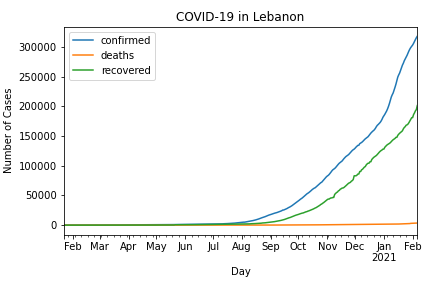 COVID-19 in Lebanon
confirmed
deaths
recovered
Number of Cases
300000
250000
200000
150000
100000
50000
0
Feb Mar Apr May Jun Jul Aug Sep Oct Nov Dec Jan Feb
2021
Day